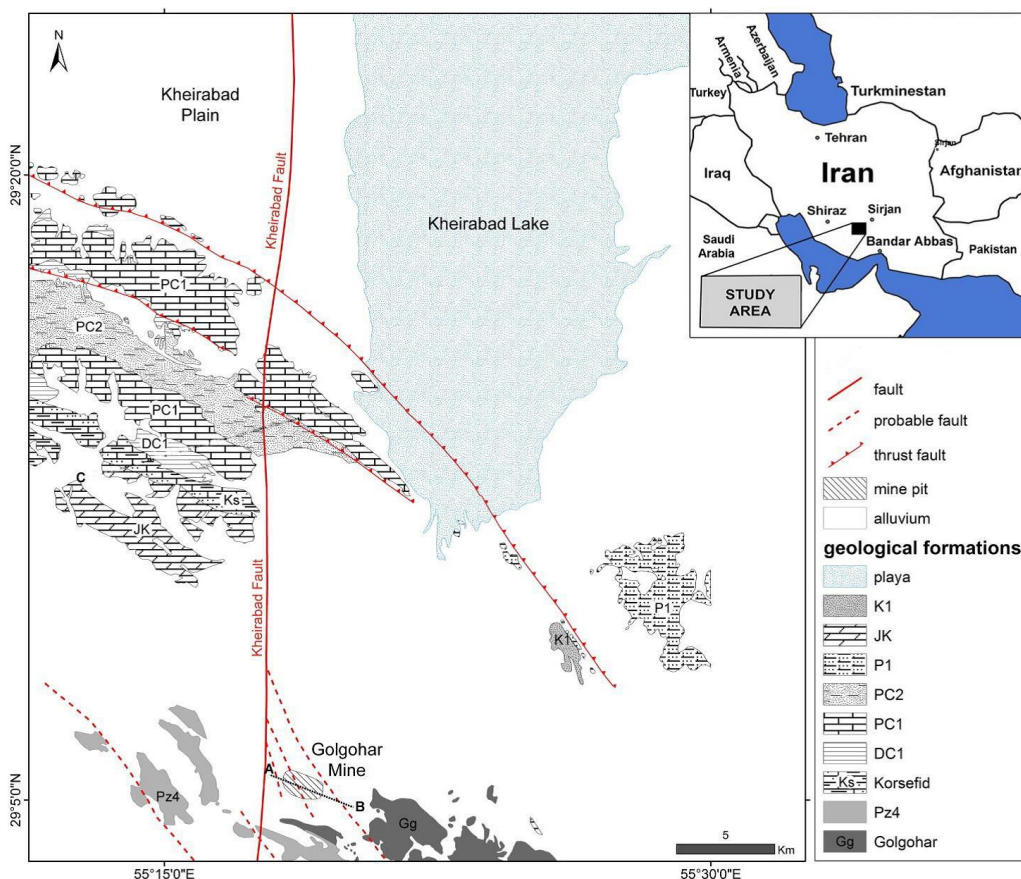 N
Kheirabad
Plain
Kheirabad Fault
Kheirabad Lake
29°20'0"N
PC1
PC2
PC1
DC1
C
Ks
JK
Kheirabad Fault
P1
K1
Golgohar
Mine
A
B
Pz4
Gg
29°5'0"N
5
Km
55°15'0"E
55°30'0"E
Armenia
Azerbaijan
Turkey
Turkminestan
Tehran
Sirjan
Iraq
Iran
Afghanistan
Shiraz
Sirjan
Saudi
Arabia
Bandar Abbas
Pakistan
STUDY
AREA
fault
probable fault
thrust fault
mine pit
alluvium
geological formations
playa
K1
JK
P1
PC2
PC1
DC1
Ks
Korsefid
Pz4
Gg
Golgohar